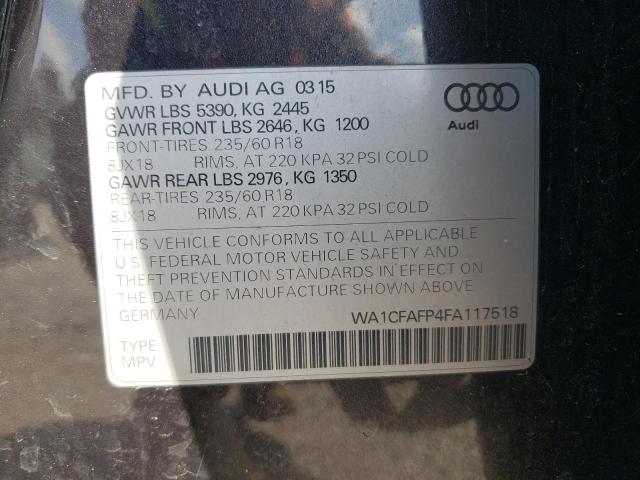 MFD. BY AUDI AG 03 15
GVWR LBS 5390, KG 2445
GAWR FRONT LBS 2646, KG 1200
FRONT-TIRES 235/60 R18
8JX18 RIMS, AT 220 KPA 32 PSI COLD
GAWR REAR LBS 2976, KG 1350
REAR-TIRES 235/60 R18
8JX18 RIMS, AT 220 KPA 32 PSI COLD
Audi
THIS VEHICLE CONFORMS TO ALL APPLICABLE
U.S. FEDERAL MOTOR VEHICLE SAFETY AND
THEFT PREVENTION STANDARDS IN EFFECT ON
THE DATE OF MANUFACTURE SHOWN ABOVE.
GERMANY WA1CFAFP4FA117518
TYPE
MPV